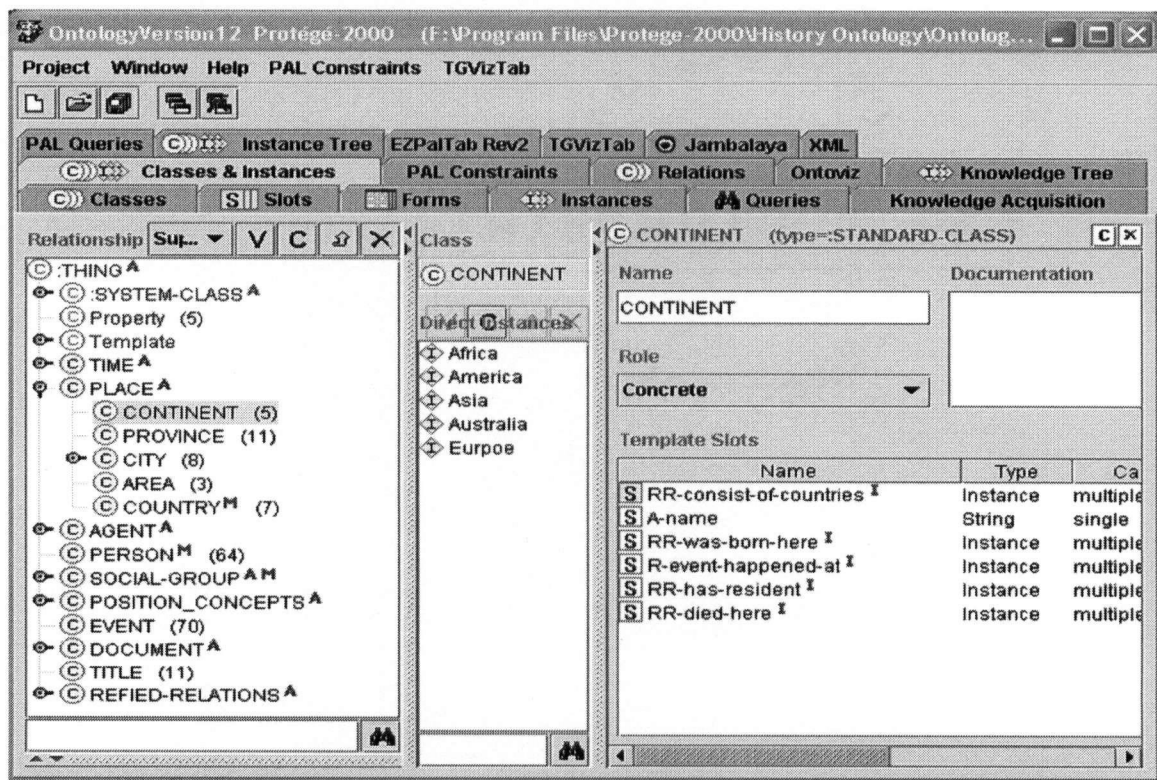 OntologyVersion12 Protégé-2000 (F:\Program Files\Protege-2000\History Ontology\Ontolog...
Project Window Help PAL Constraints TGVizTab
PAL Queries Instance Tree EZPalTab Rev2 TGVizTab Jambalaya XML
Classes & Instances PAL Constraints Relations Ontoviz Knowledge Tree
Classes Slots Forms Instances Queries Knowledge Acquisition
Relationship Sup... V C X
:THING A
:SYSTEM-CLASS A
Property (5)
Template
TIME A
PLACE A
CONTINENT (5)
PROVINCE (11)
CITY (8)
AREA (3)
COUNTRY M (7)
AGENT A
PERSON M (64)
SOCIAL-GROUP A M
POSITION_CONCEPTS A
EVENT (70)
DOCUMENT A
TITLE (11)
REFIED-RELATIONS A
Class
CONTINENT
Direct Instances
Africa
America
Asia
Australia
Eurpoe
CONTINENT (type=:STANDARD-CLASS) C X
Name Documentation
CONTINENT
Role
Concrete
Template Slots
Name Type Ca
S RR-consist-of-countries I Instance multiple
S A-name String single
S RR-was-born-here I Instance multiple
S R-event-happened-at I Instance multiple
S RR-has-resident I Instance multiple
S RR-died-here I Instance multiple